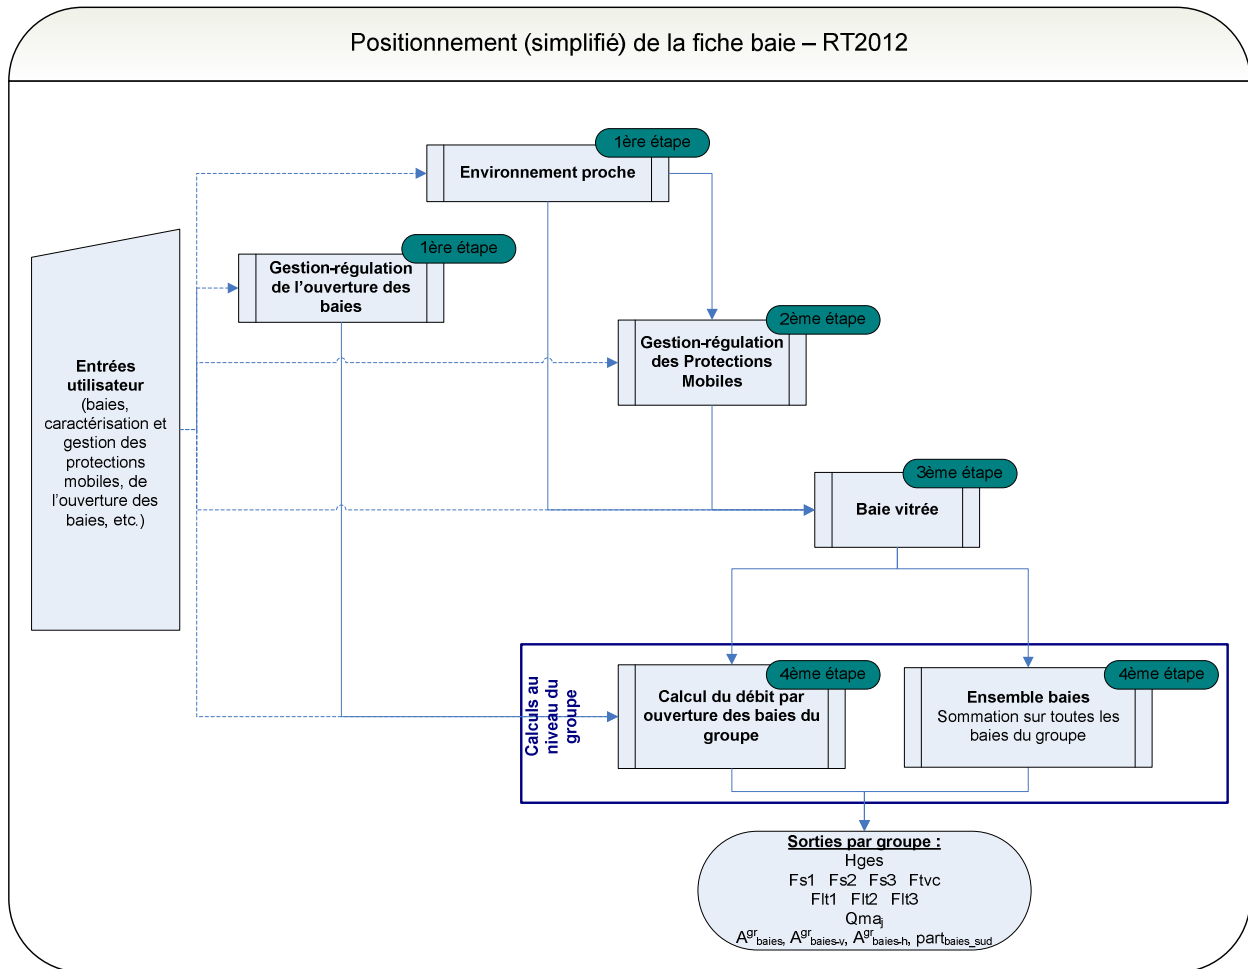 Positionnement (simplifié) de la fiche baie – RT2012
1ère étape
Environnement proche
1ère étape
Gestion-régulation
de l'ouverture des
baies
2ème étape
Gestion-régulation
des Protections
Mobiles
Entrées
utilisateur
(baies,
caractérisation et
gestion des
protections
mobiles, de
l'ouverture des
baies, etc.)
3ème étape
Baie vitrée
Calculs au
niveau du
groupe
4ème étape
Calcul du débit par
ouverture des baies du
groupe
4ème étape
Ensemble baies
Sommation sur toutes les
baies du groupe
Sorties par groupe :
Hges
Fs1 Fs2 Fs3 Ftvc
Flt1 Flt2 Flt3
Qmaj
Agrbaies, Agrbaies-v, Agrbaies-h, partbaies_sud